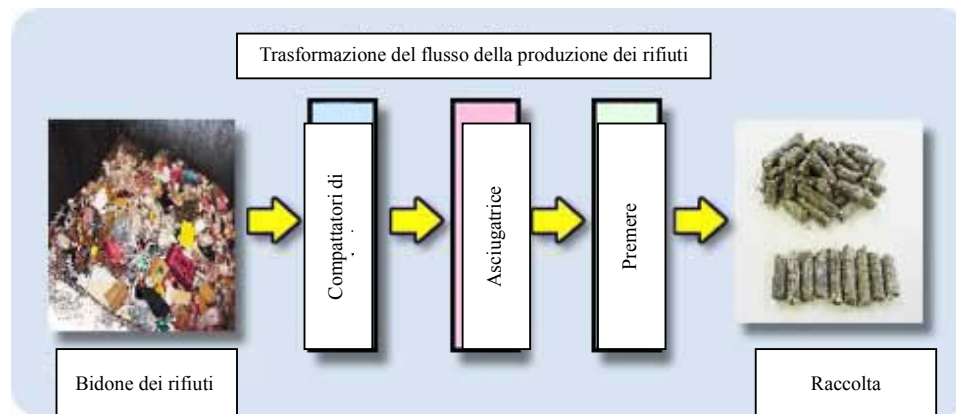 Trasformazione del flusso della produzione dei rifiuti
Compattatori di
Asciugatrice
Premere
Bidone dei rifiuti
Raccolta